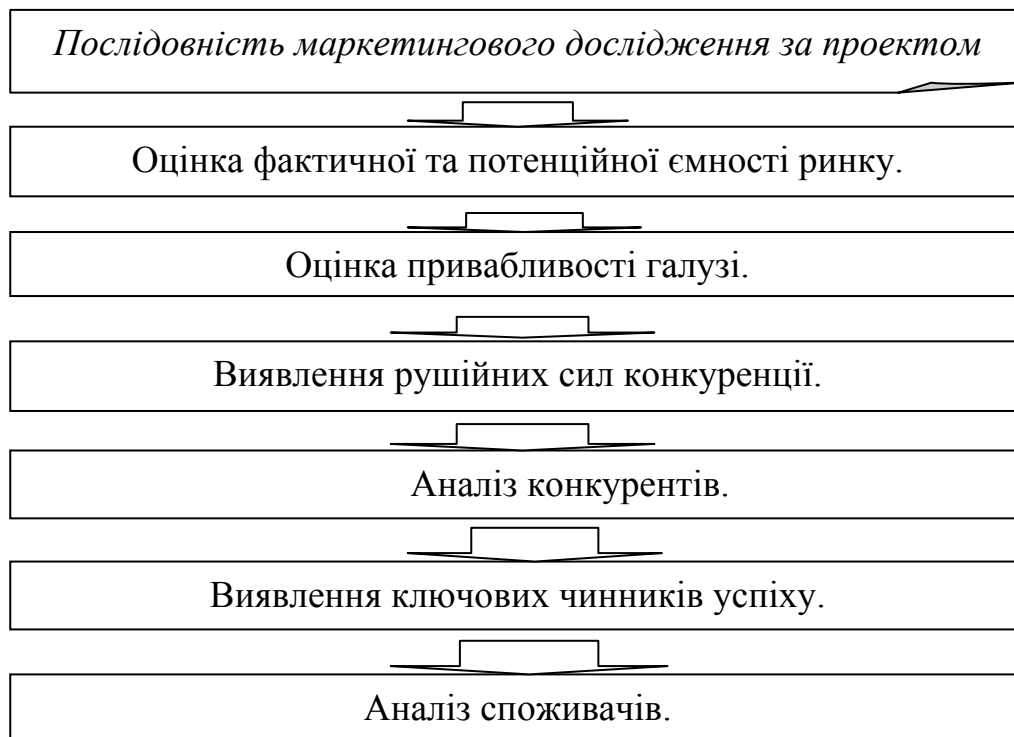 Послідовність маркетингового дослідження за проектом
Оцінка фактичної та потенційної ємності ринку.
Оцінка привабливості галузі.
Виявлення рушійних сил конкуренції.
Аналіз конкурентів.
Виявлення ключових чинників успіху.
Аналіз споживачів.